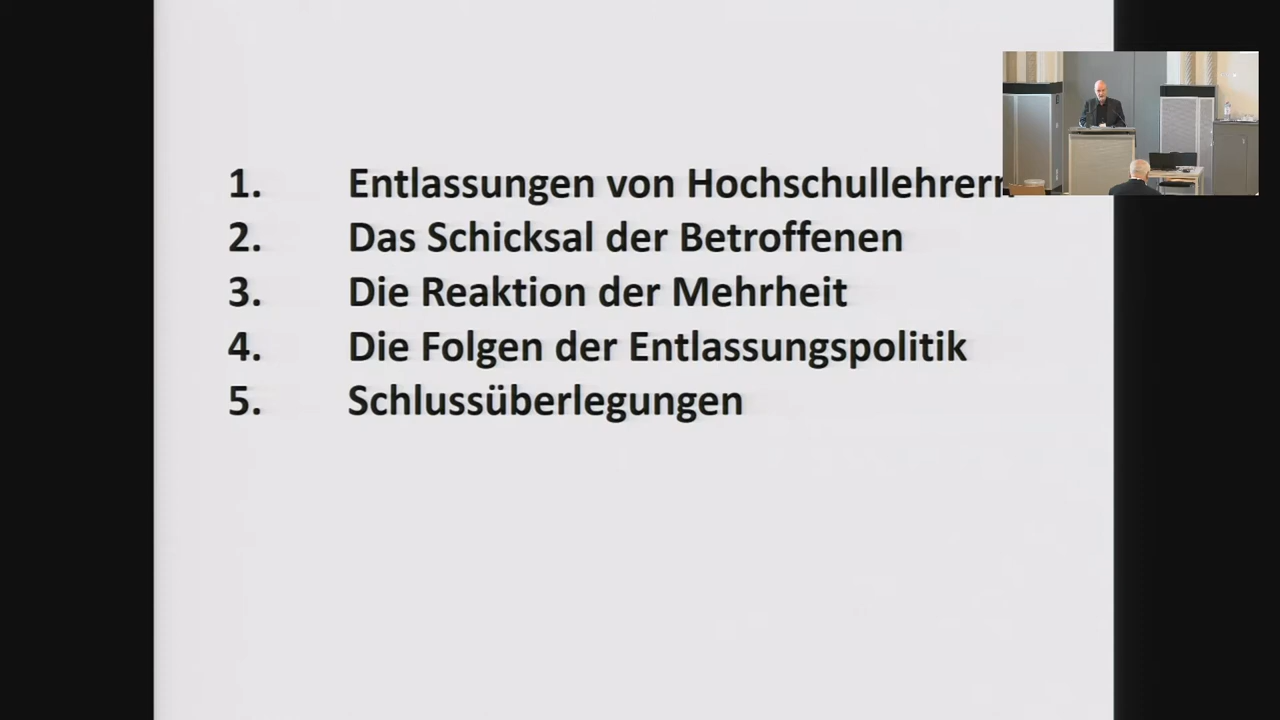 1. Entlassungen von Hochschullehrern
2. Das Schicksal der Betroffenen
3. Die Reaktion der Mehrheit
4. Die Folgen der Entlassungspolitik
5. Schlussüberlegungen